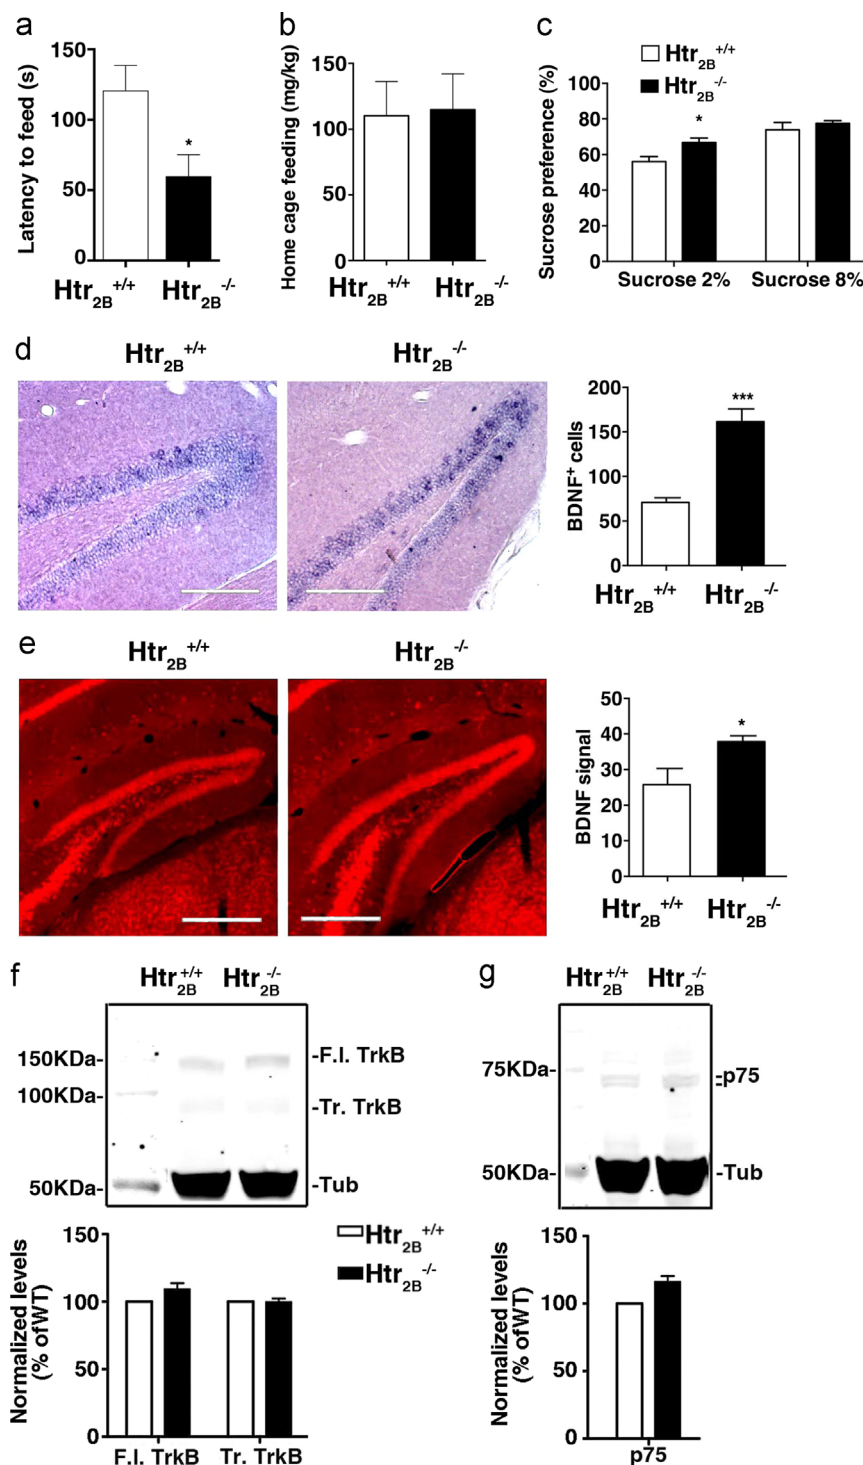 a
Latency to feed (s)
150
100
50
0
*
Htr2B+/+
Htr2B-/-
b
Home cage feeding (mg/kg)
200
150
100
50
0
Htr2B+/+
Htr2B-/-
c
Htr2B+/+
Htr2B-/-
Sucrose preference (%)
100
80
60
40
20
0
*
Sucrose 2%
Sucrose 8%
d
Htr2B+/+
Htr2B-/-
BDNF+ cells
200
150
100
50
0
***
Htr2B+/+
Htr2B-/-
e
Htr2B+/+
Htr2B-/-
BDNF signal
50
40
30
20
10
0
*
Htr2B+/+
Htr2B-/-
f
Htr2B+/+
Htr2B-/-
150KDa-
100KDa-
50KDa-
-F.l. TrkB
-Tr. TrkB
-Tub
Normalized levels
(% ofWT)
150
100
50
0
F.l. TrkB
Tr. TrkB
Htr2B+/+
Htr2B-/-
g
Htr2B+/+
Htr2B-/-
75KDa-
50KDa-
p75
-Tub
Normalized levels
(% of WT)
150
100
50
0
p75